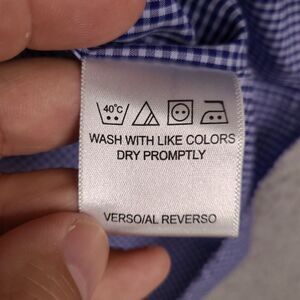 40°C
WASH WITH LIKE COLORS
DRY PROMPTLY
VERSO/AL REVERSO